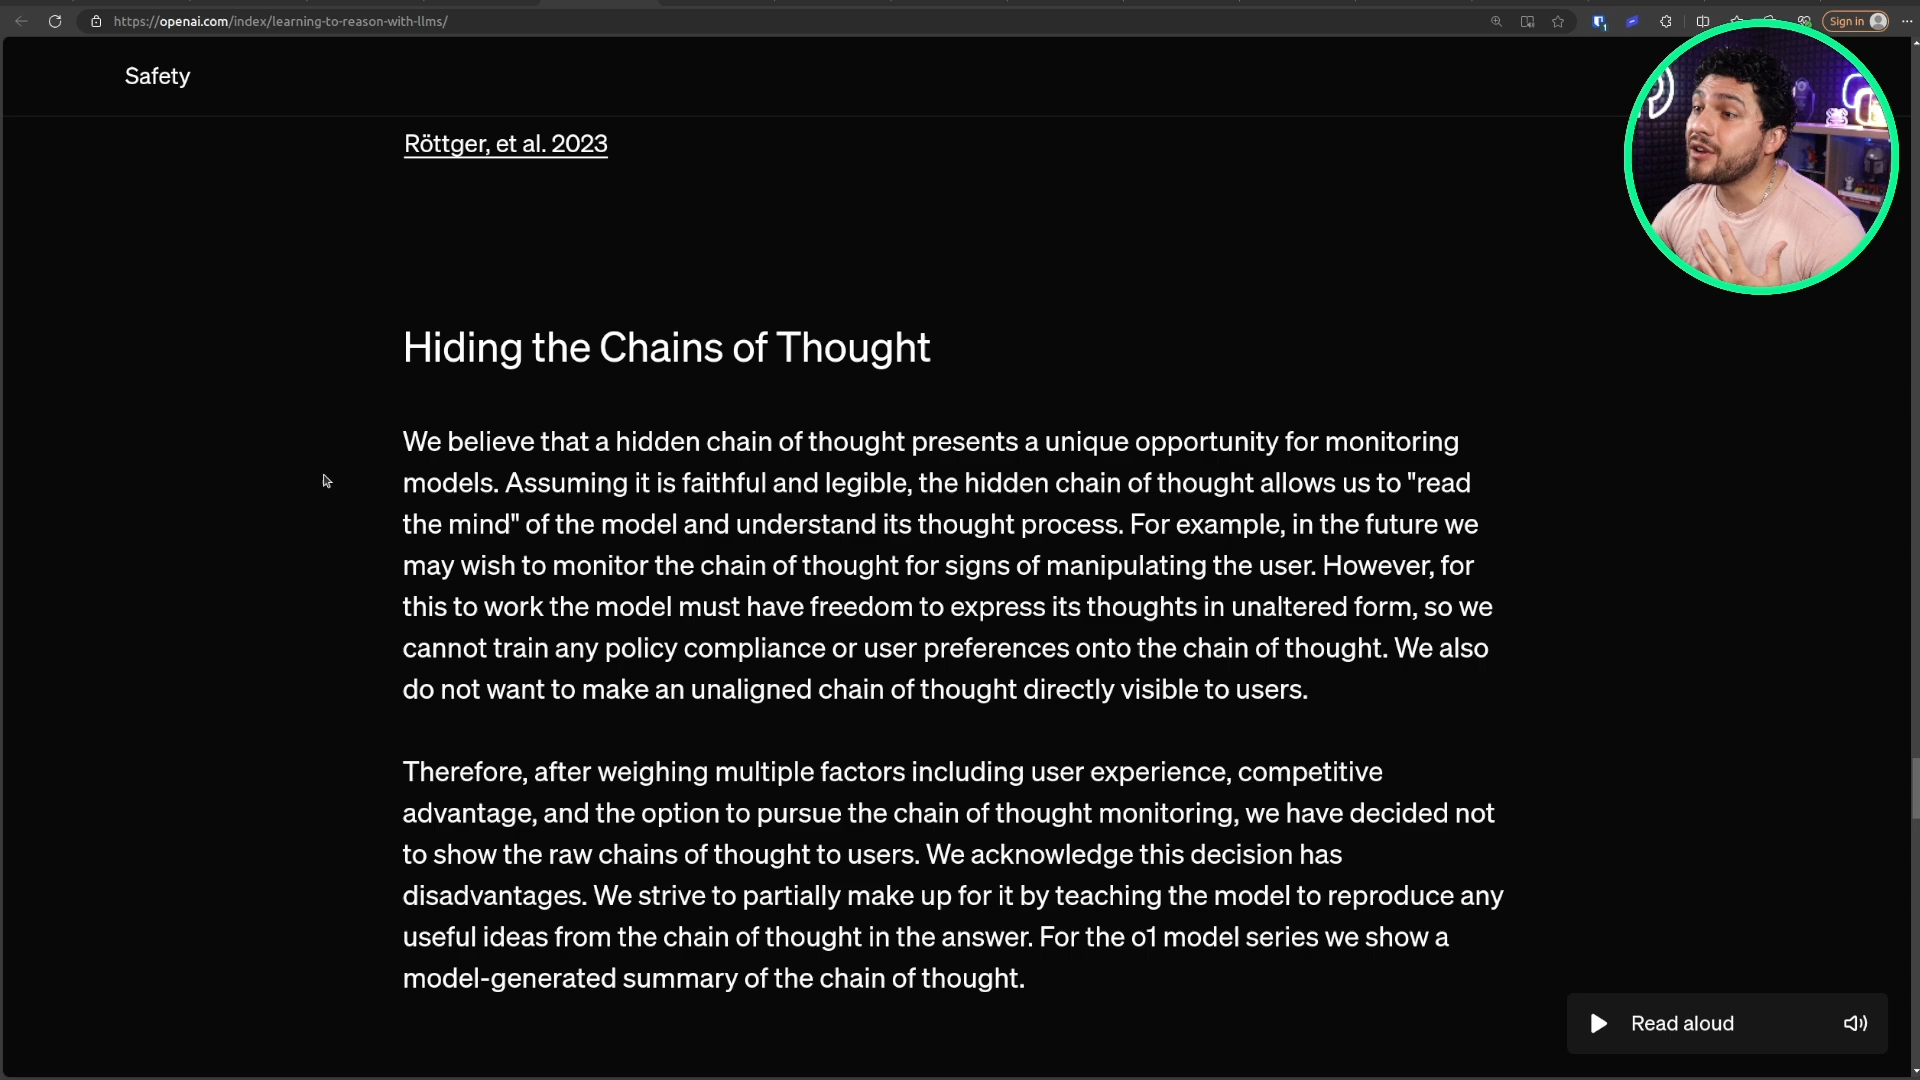 https://openai.com/index/learning-to-reason-with-llms/
Sign in
Safety
Röttger, et al. 2023
Hiding the Chains of Thought
We believe that a hidden chain of thought presents a unique opportunity for monitoring
models. Assuming it is faithful and legible, the hidden chain of thought allows us to "read
the mind" of the model and understand its thought process. For example, in the future we
may wish to monitor the chain of thought for signs of manipulating the user. However, for
this to work the model must have freedom to express its thoughts in unaltered form, so we
cannot train any policy compliance or user preferences onto the chain of thought. We also
do not want to make an unaligned chain of thought directly visible to users.
Therefore, after weighing multiple factors including user experience, competitive
advantage, and the option to pursue the chain of thought monitoring, we have decided not
to show the raw chains of thought to users. We acknowledge this decision has
disadvantages. We strive to partially make up for it by teaching the model to reproduce any
useful ideas from the chain of thought in the answer. For the o1 model series we show a
model-generated summary of the chain of thought.
Read aloud